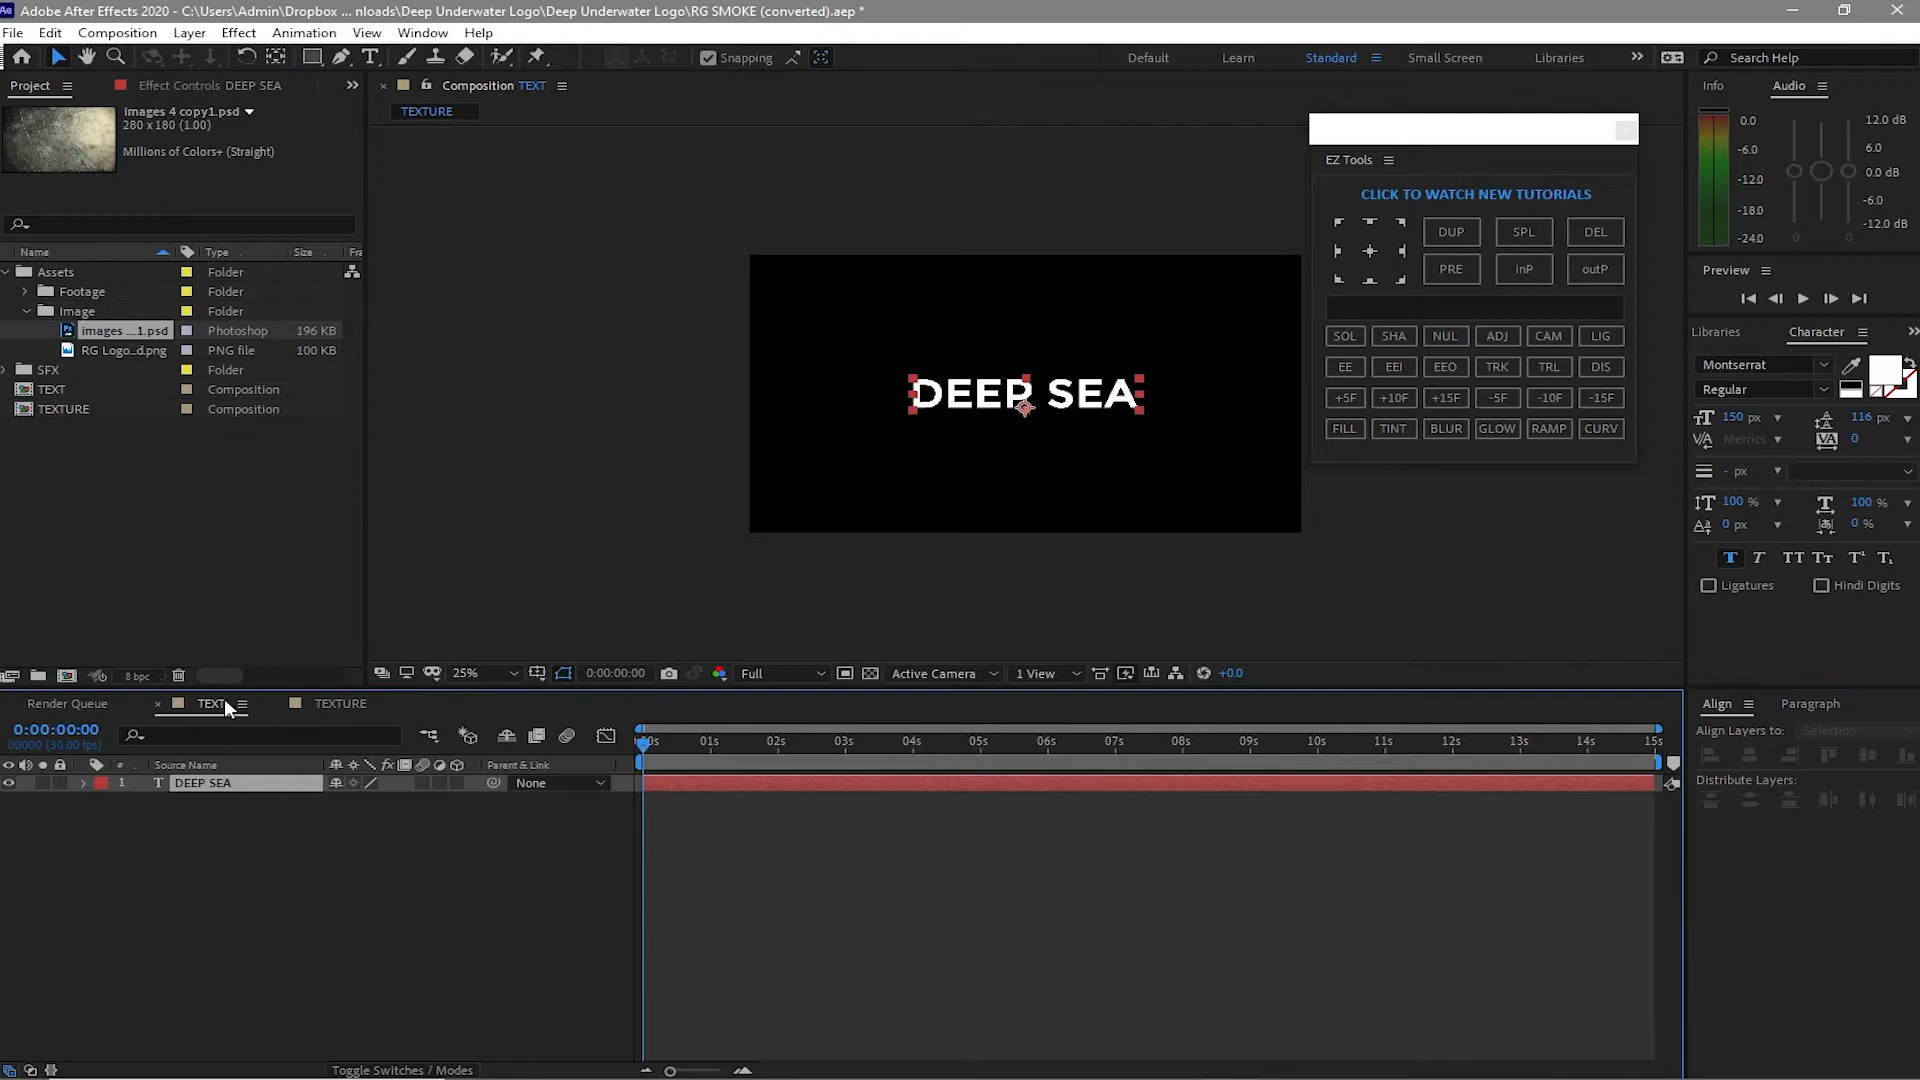 Ae Adobe After Effects 2020 - C:\Users\Admin\Dropbox ... nloads\Deep Underwater Logo\Deep Underwater Logo\RG SMOKE (converted).aep *
File Edit Composition Layer Effect Animation View Window Help
Snapping Default Learn Standard Small Screen Libraries Search Help
Project Effect Controls DEEP SEA
Composition TEXT
Info Audio
TEXTURE
images 4 copy1.psd
280 x 180 (1.00)
Millions of Colors+ (Straight)
Name Type Size Fra
Assets Folder
Footage Folder
Image Folder
images ...1.psd Photoshop 196 KB
RG Logo...d.png PNG file 100 KB
SFX Folder
TEXT Composition
TEXTURE Composition
8 bpc
DEEP SEA
EZ Tools
CLICK TO WATCH NEW TUTORIALS
DUP SPL DEL
PRE inP outP
SOL SHA NUL ADJ CAM LIG
EE EEI EEO TRK TRL DIS
+5F +10F +15F -5F -10F -15F
FILL TINT BLUR GLOW RAMP CURV
0.0 12.0 dB
-6.0 6.0
-12.0 0.0 dB
-18.0 -6.0
-24.0 0 0 -12.0 dB
Preview
Libraries Character
Montserrat
Regular
150 px 116 px
Metrics 0
- px
100 % 100 %
0 px 0 %
T T TT TT T¹ T₁
Ligatures Hindi Digits
25% 0:00:00:00 Full Active Camera 1 View +0.0
Render Queue TEXT TEXTURE
0:00:00:00
00000 (30.00 fps)
:00s 01s 02s 03s 04s 05s 06s 07s 08s 09s 10s 11s 12s 13s 14s 15s
# Source Name fx Parent & Link
1 T DEEP SEA None
Toggle Switches / Modes
Align Paragraph
Align Layers to: Selection
Distribute Layers: